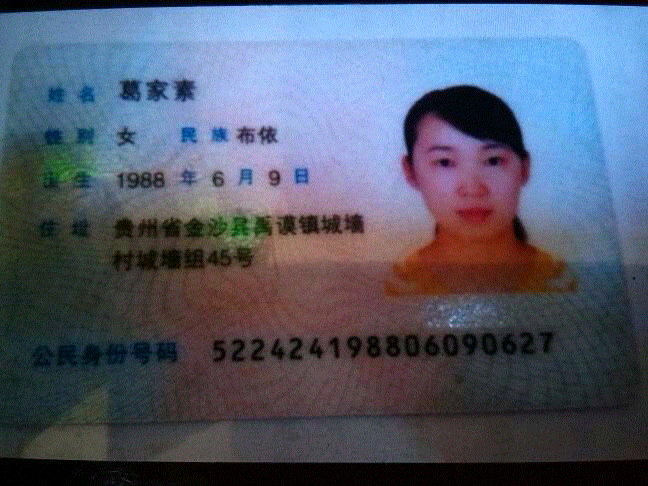 姓名 葛家素
性别 女 民族 布依
出生 1988 年 6 月 9 日
住址 贵州省金沙县禹谟镇城墙
村城墙组45号
公民身份号码 522424198806090627